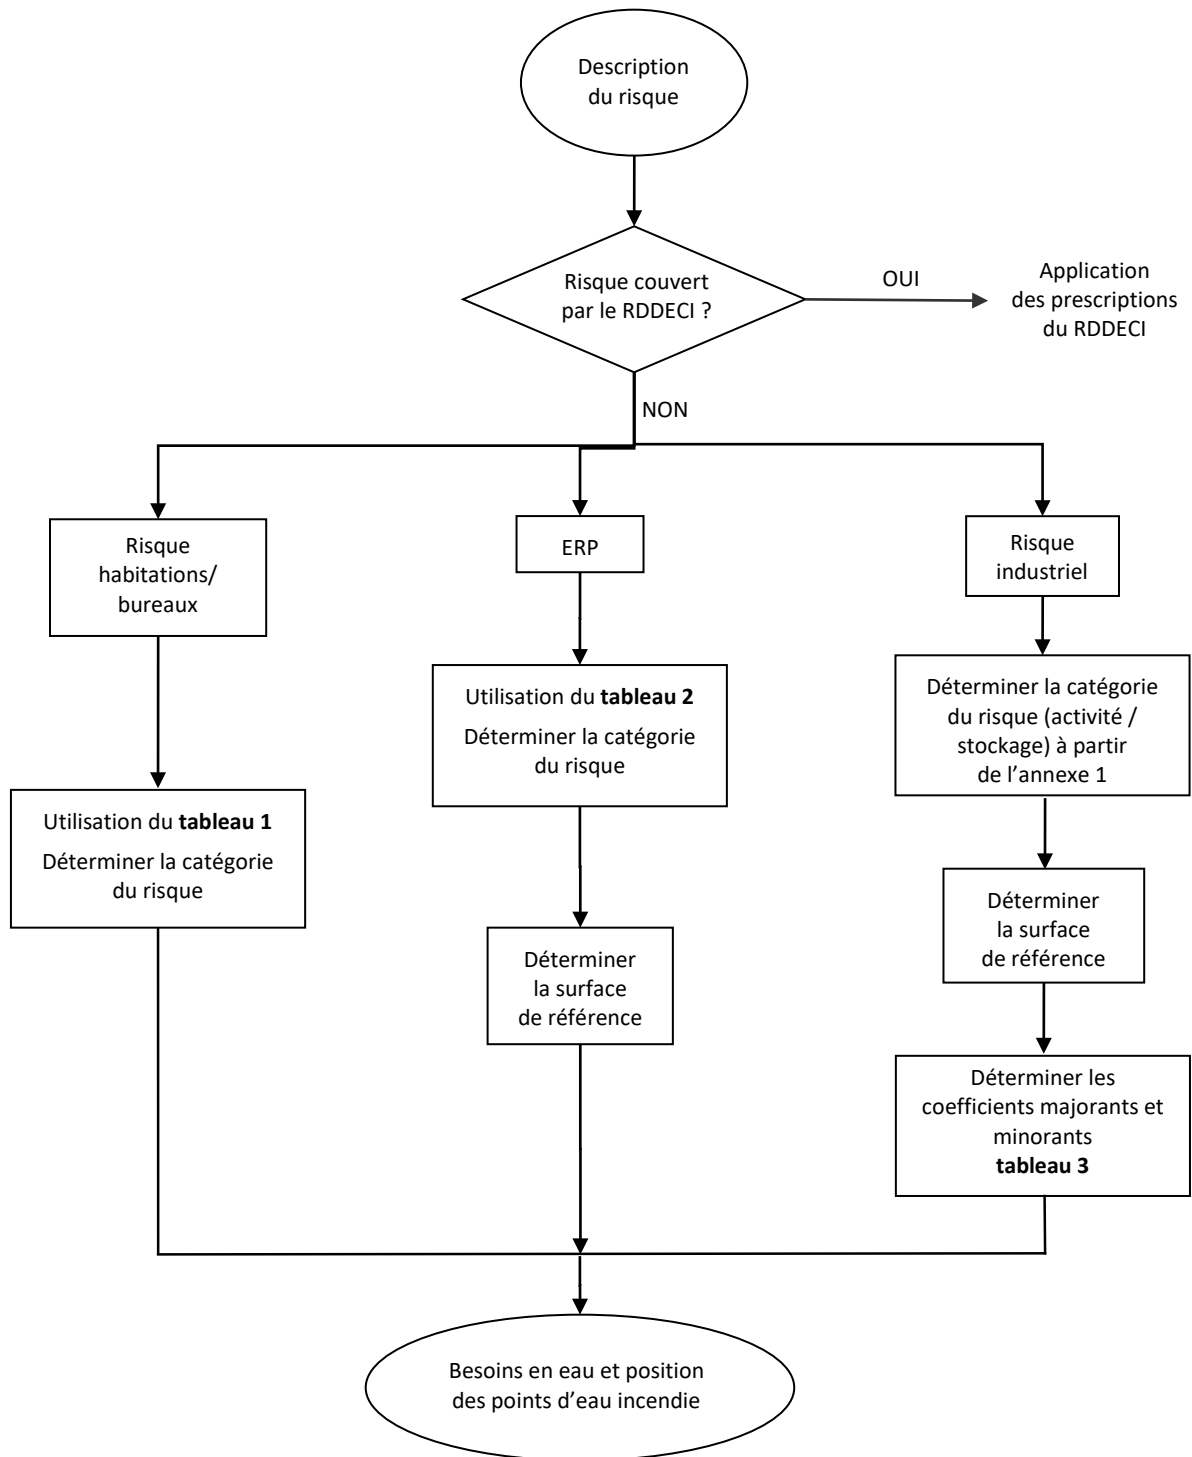 Description
du risque
Risque couvert
par le RDDECI ?
OUI
Application
des prescriptions
du RDDECI
NON
Risque
habitations/
bureaux
ERP
Risque
industriel
Utilisation du tableau 1
Déterminer la catégorie
du risque
Utilisation du tableau 2
Déterminer la catégorie
du risque
Déterminer la catégorie
du risque (activité /
stockage) à partir
de l’annexe 1
Déterminer
la surface
de référence
Déterminer
la surface
de référence
Déterminer les
coefficients majorants et
minorants
tableau 3
Besoins en eau et position
des points d’eau incendie